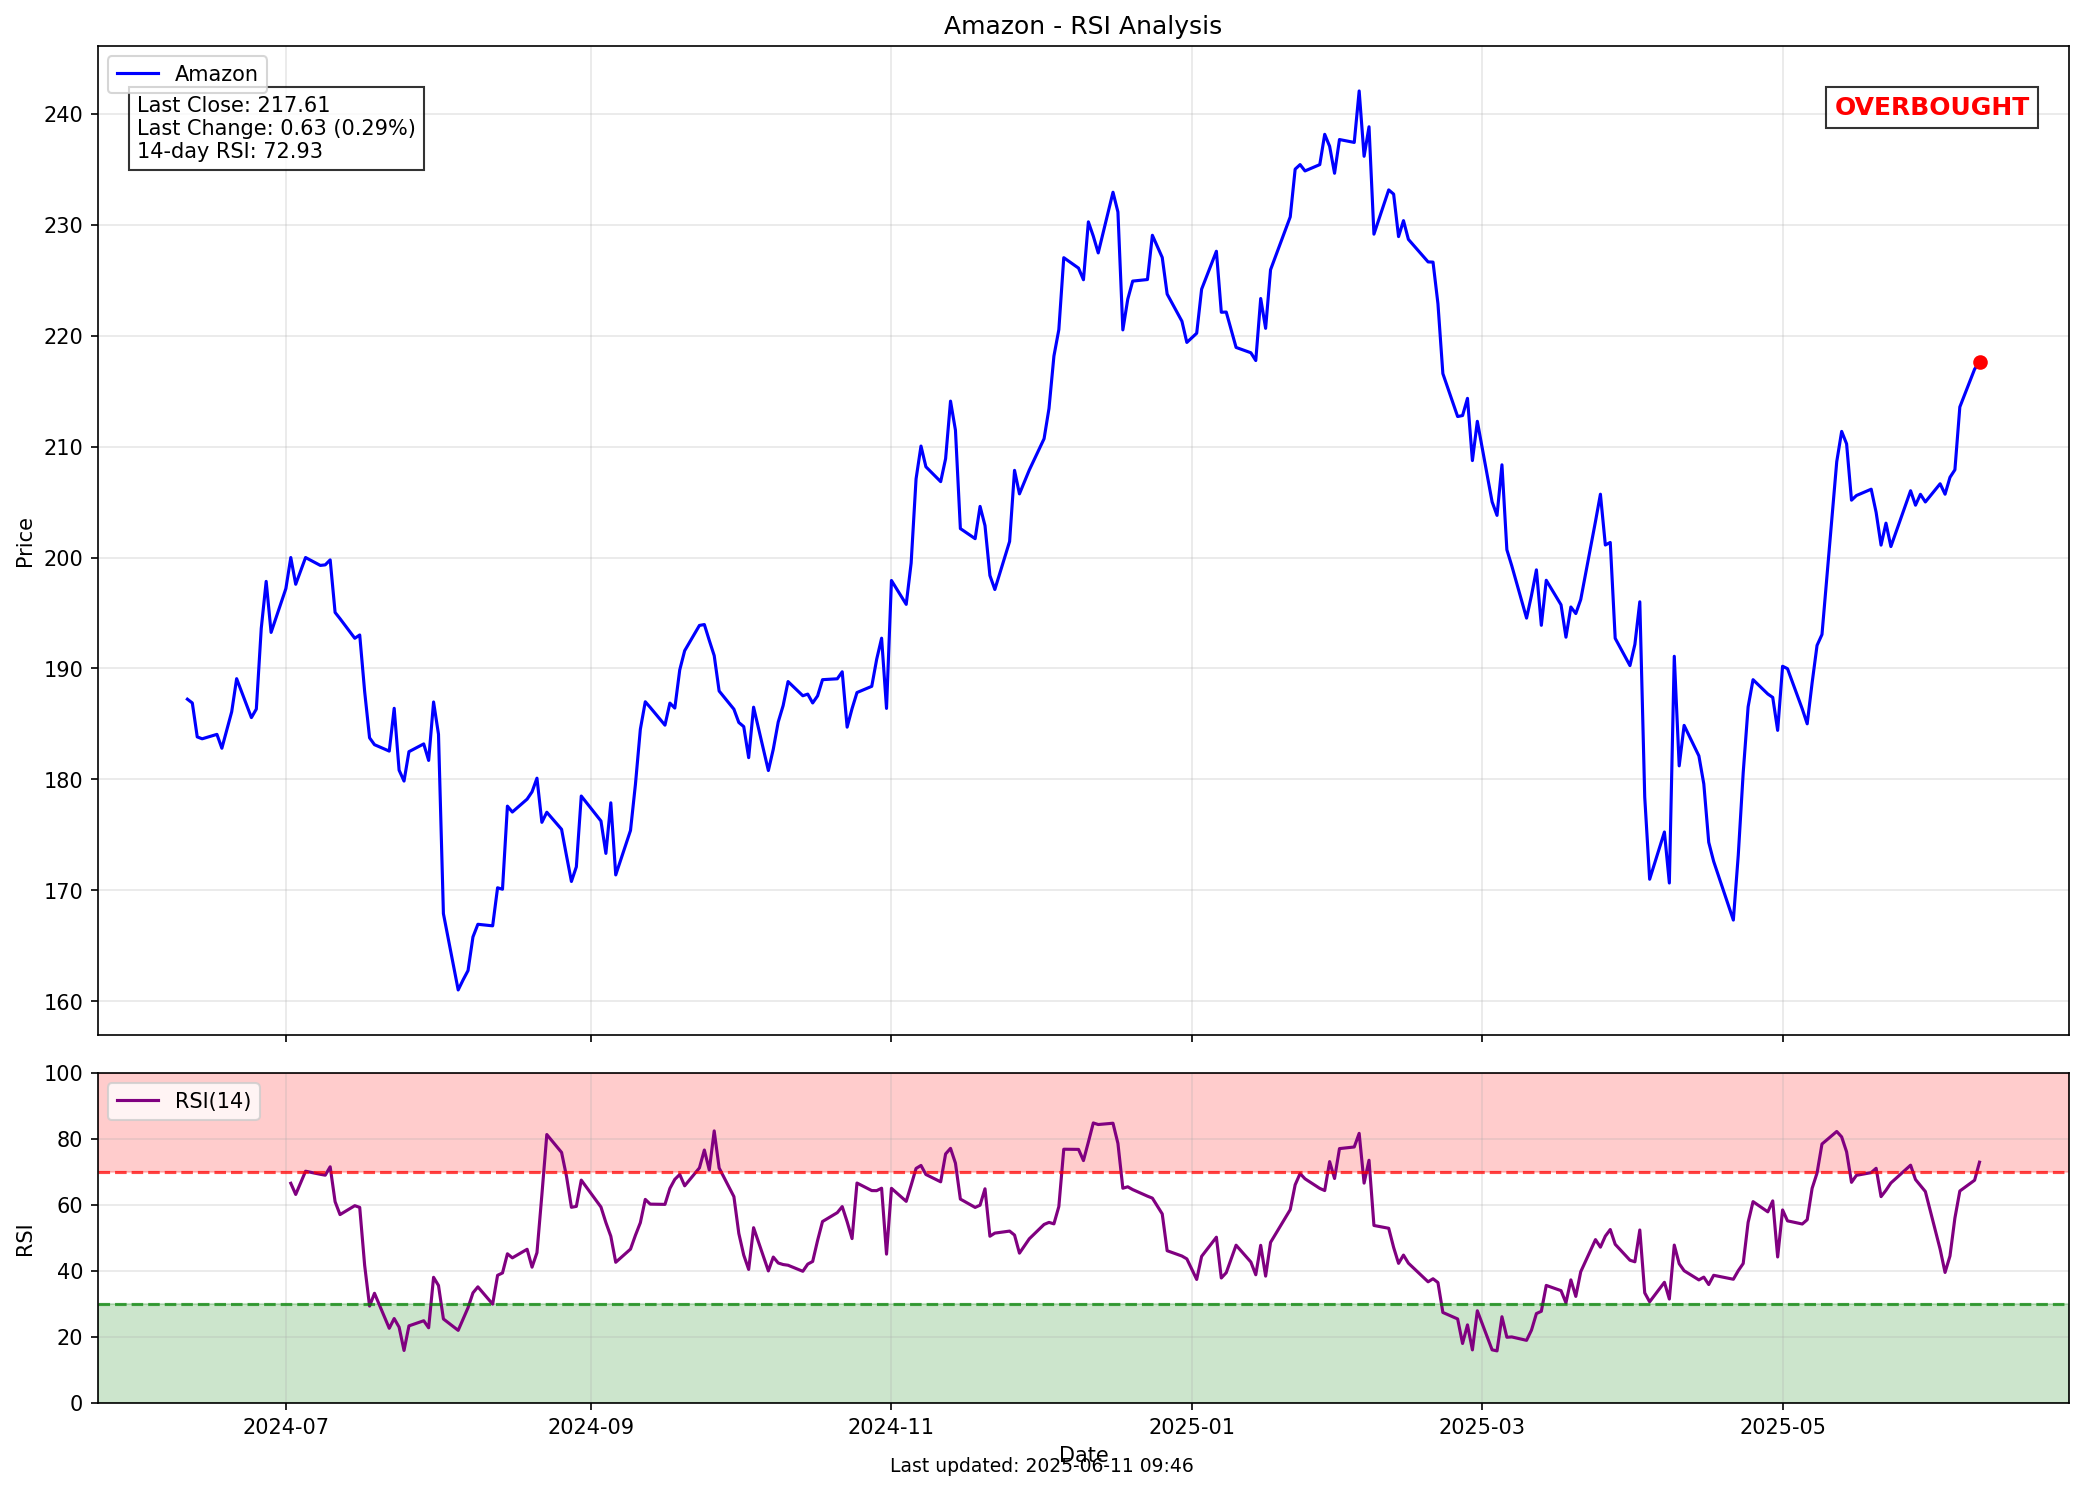 Amazon - RSI Analysis
Amazon
Last Close: 217.61
Last Change: 0.63 (0.29%)
14-day RSI: 72.93
OVERBOUGHT
Price
240
230
220
210
200
190
180
170
160
RSI(14)
RSI
100
80
60
40
20
0
2024-07
2024-09
2024-11
2025-01
2025-03
2025-05
Date
Last updated: 2025-06-11 09:46